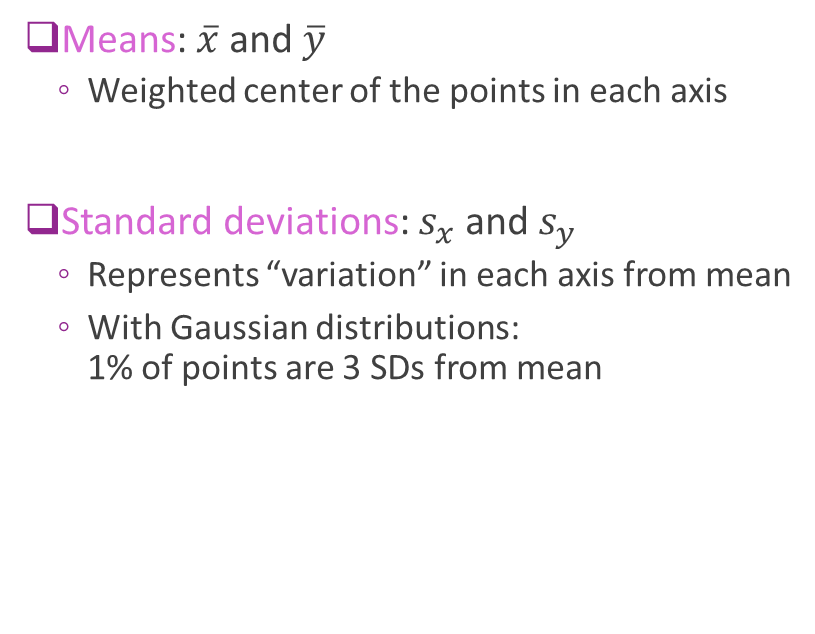 ❑Means: x̄ and ȳ
◦ Weighted center of the points in each axis
❑Standard deviations: 𝑠ₓ and 𝑠ᵧ
◦ Represents “variation” in each axis from mean
◦ With Gaussian distributions:
1% of points are 3 SDs from mean